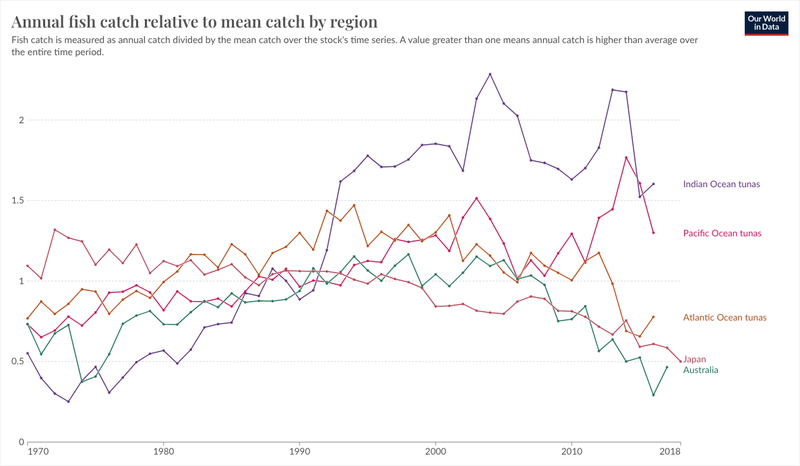 Annual fish catch relative to mean catch by region
Our World
in Data
Fish catch is measured as annual catch divided by the mean catch over the stock's time series. A value greater than one means annual catch is higher than average over
the entire time period.
2
1.5
1
0.5
0
Indian Ocean tunas
Pacific Ocean tunas
Atlantic Ocean tunas
Japan
Australia
1970
1980
1990
2000
2010
2018